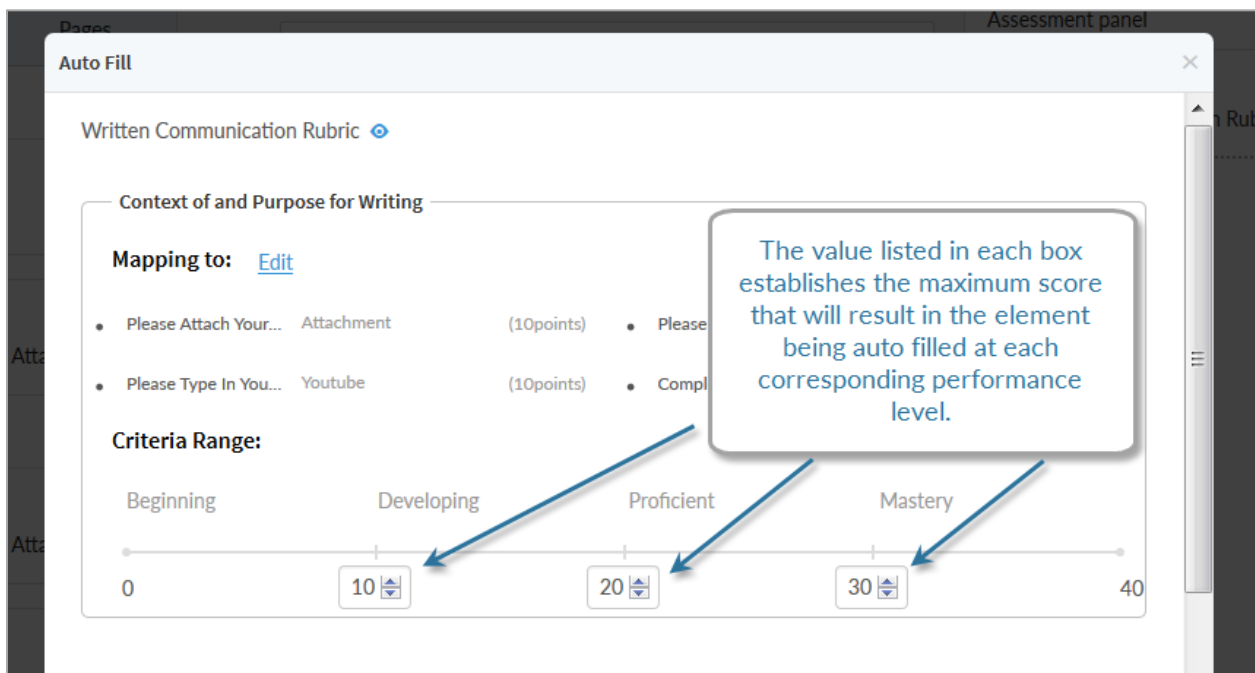 Pages
Assessment panel
Auto Fill
Written Communication Rubric
Context of and Purpose for Writing
Mapping to: Edit
Please Attach Your... Attachment (10points) Please
Please Type In You... Youtube (10points)
The value listed in each box
establishes the maximum score
that will result in the element
being auto filled at each
corresponding performance
level.
Criteria Range:
Beginning Developing Proficient Mastery
0 10 20 30 40